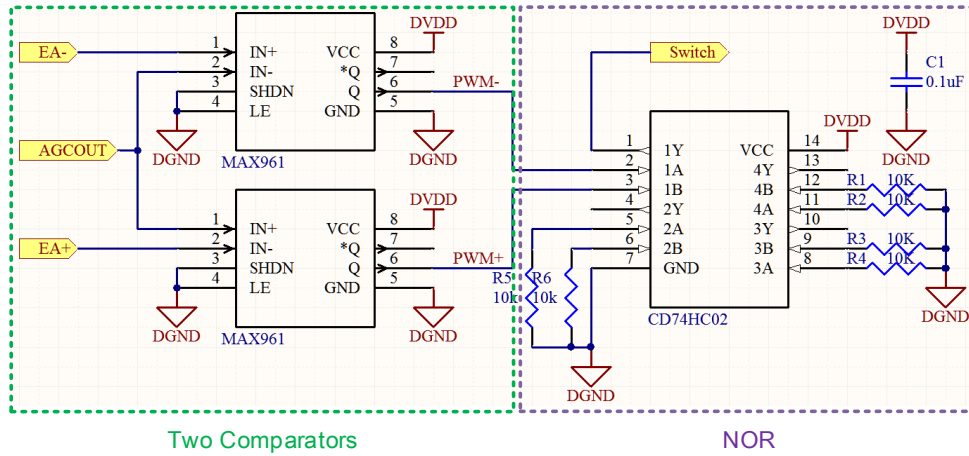 EA-
AGCOUT
EA+
1 IN+ VCC 8 DVDD
2 IN- *Q 7
3 SHDN Q 6 PWM-
4 LE GND 5
DGND
DGND
MAX961
1 IN+ VCC 8 DVDD
2 IN- *Q 7
3 SHDN Q 6 PWM+
4 LE GND 5
DGND
DGND
MAX961
Switch
DVDD
C1
0.1uF
DGND
DVDD
1 1Y VCC 14
2 1A 4Y 13
3 1B 4B 12 R1 10K
4 2Y 4A 11 R2 10K
5 2A 3Y 10
6 2B 3B 9 R3 10K
7 GND 3A 8 R4 10K
R5 R6
10k 10k
CD74HC02
DGND
DGND
Two Comparators
NOR